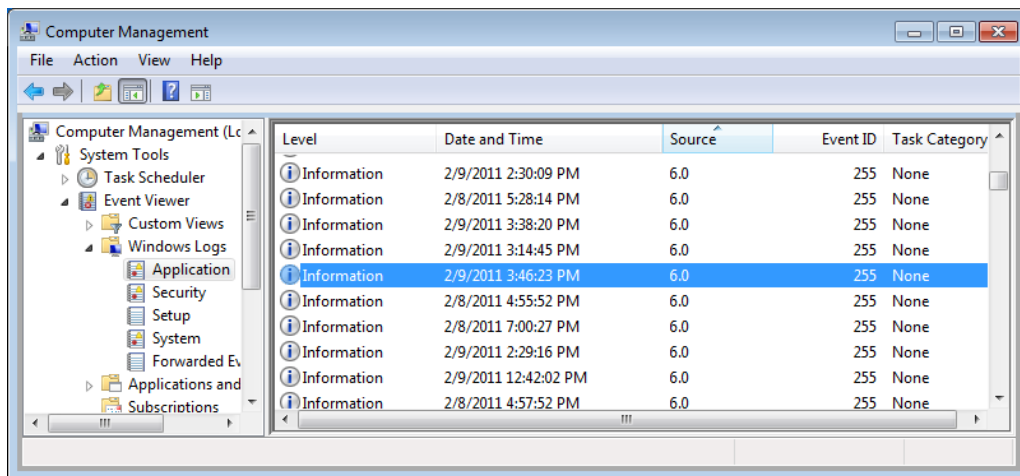 Computer Management
File Action View Help
Computer Management (Lc
System Tools
Task Scheduler
Event Viewer
Custom Views
Windows Logs
Application
Security
Setup
System
Forwarded Ev
Applications and
Subscriptions
Level Date and Time Source Event ID Task Category
Information 2/9/2011 2:30:09 PM 6.0 255 None
Information 2/8/2011 5:28:14 PM 6.0 255 None
Information 2/9/2011 3:38:20 PM 6.0 255 None
Information 2/9/2011 3:14:45 PM 6.0 255 None
Information 2/9/2011 3:46:23 PM 6.0 255 None
Information 2/8/2011 4:55:52 PM 6.0 255 None
Information 2/8/2011 7:00:27 PM 6.0 255 None
Information 2/9/2011 2:29:16 PM 6.0 255 None
Information 2/9/2011 12:42:02 PM 6.0 255 None
Information 2/8/2011 4:57:52 PM 6.0 255 None